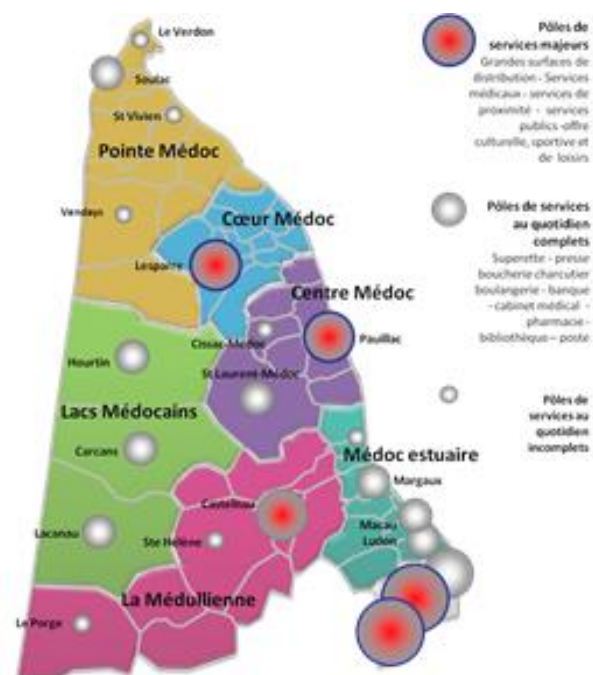 Le Verdon
Soulac
St Vivien
Pointe Médoc
Vendays
Cœur Médoc
Lesparre
Centre Médoc
Cissac-Médoc
Pauillac
Hourtin
St Laurent-Médoc
Lacs Médocains
Carcans
Médoc estuaire
Margaux
Castelnau
Macau
Ludon
Lacanau
Ste Hélène
La Médullienne
Le Porge
Pôles de
services majeurs
Grandes surfaces de
distribution - Services
médicaux - services de
proximité - services
publics -offre
culturelle, sportive et
de loisirs
Pôles de services
au quotidien
complets
Superette - presse
boucherie charcutier
boulangerie - banque
- cabinet médical -
pharmacie -
bibliothèque – poste
Pôles de
services au
quotidien
incomplets